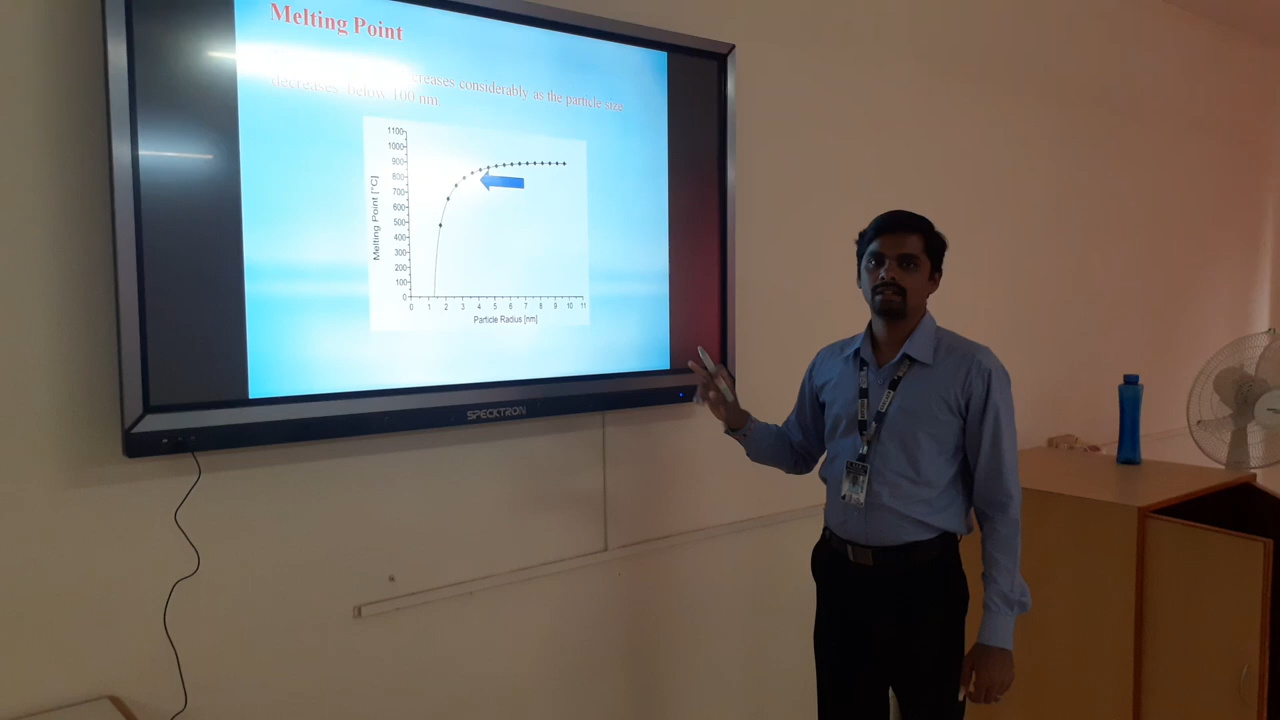 Melting Point
creases considerably as the particle size
decreases below 100 nm
1100
1000
900
800
700
600
500
400
300
200
100
0
Melting Point [°C]
0 1 2 3 4 5 6 7 8 9 10 11
Particle Radius [nm]
SPECKTRON